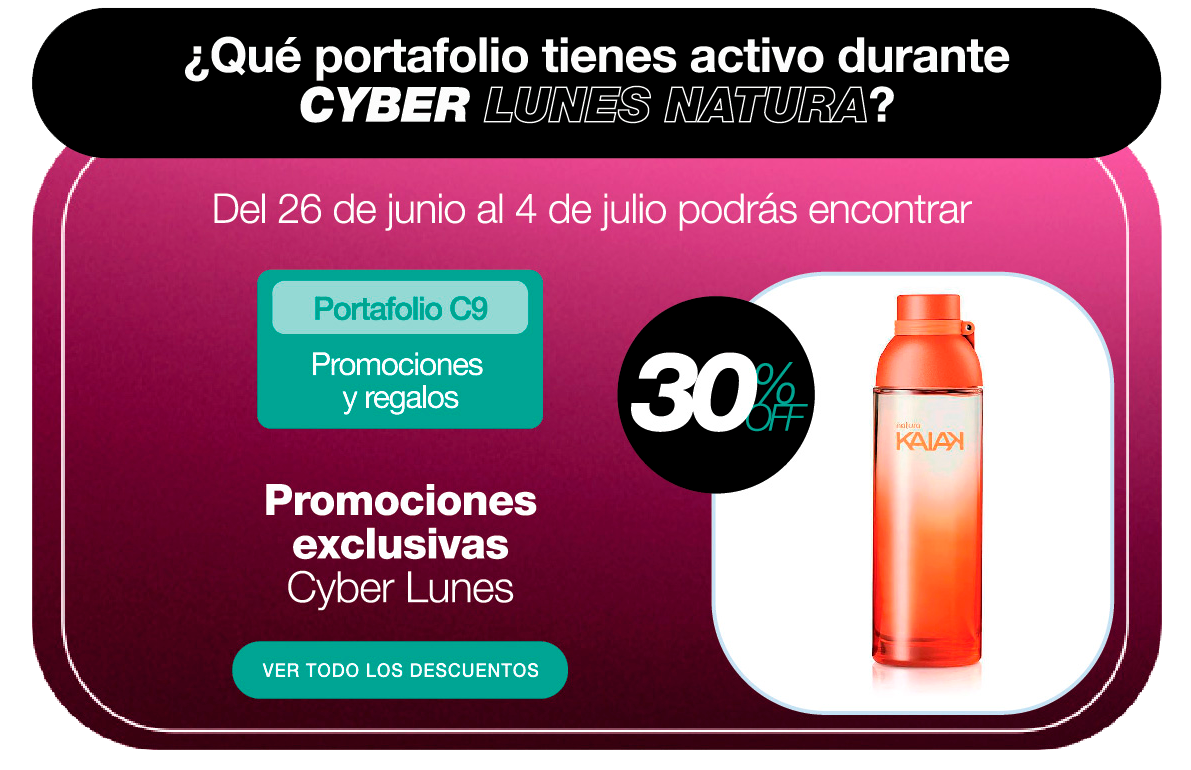 ¿Qué portafolio tienes activo durante
CYBER LUNES NATURA?
Del 26 de junio al 4 de julio podrás encontrar
Portafolio C9
Promociones
y regalos
30% OFF
natura
KAIAK
Promociones
exclusivas
Cyber Lunes
VER TODO LOS DESCUENTOS